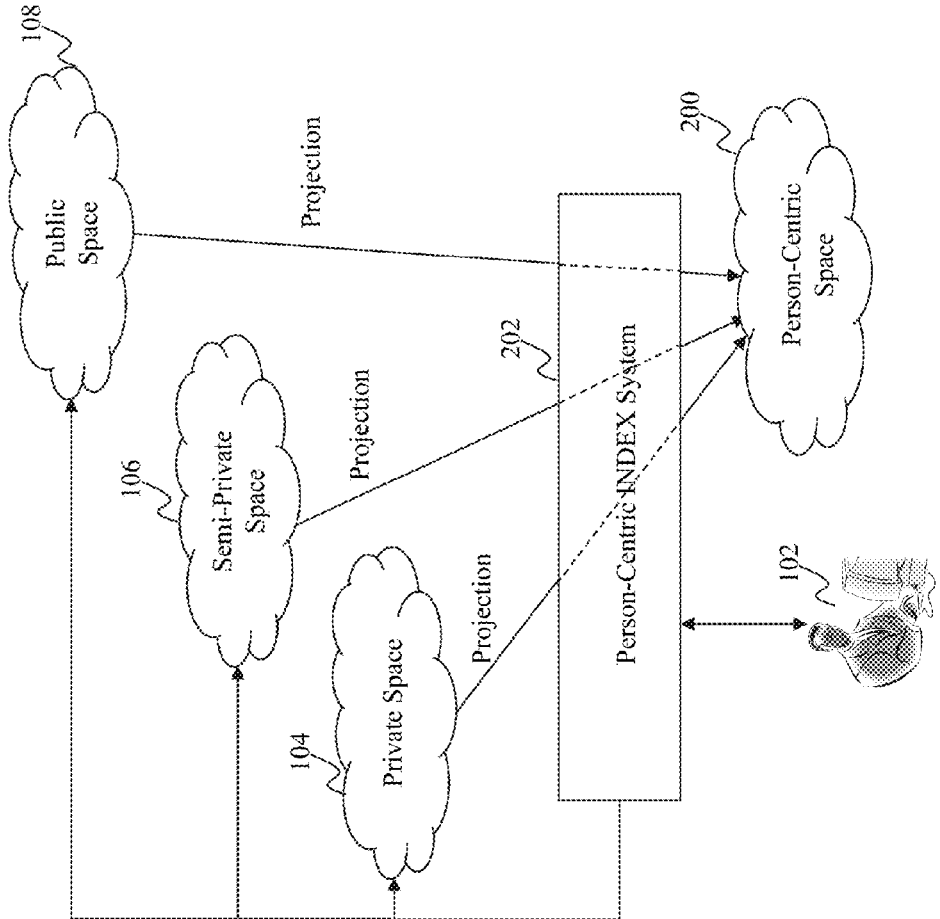 108
Public
Space
Projection
106
Semi-Private
Space
Projection
104
Private Space
Projection
202
Person-Centric INDEX System
200
Person-Centric
Space
102